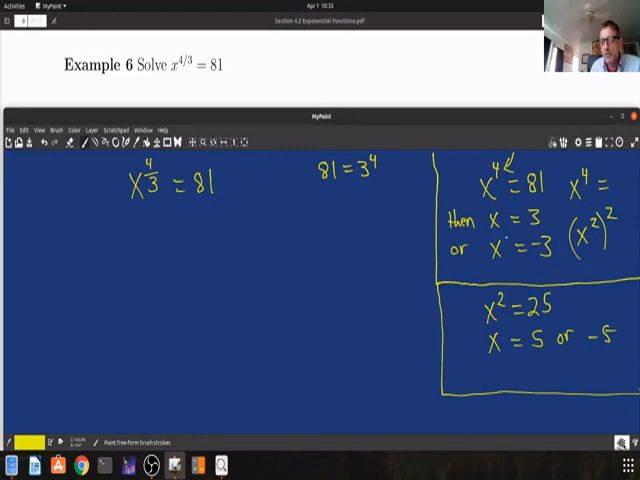 Activities MyPaint Apr 1 10:33
Section 4.2 Exponential Functions.pdf
Example 6 Solve x^{4/3} = 81
MyPaint
File Edit View Brush Color Layer Scratchpad Window Help
x^{4/3} = 81
81 = 3^4
x^4 = 81 x^4 =
then x = 3
or x = -3 (x^2)^2
x^2 = 25
x = 5 or -5
Paint free-form brush strokes